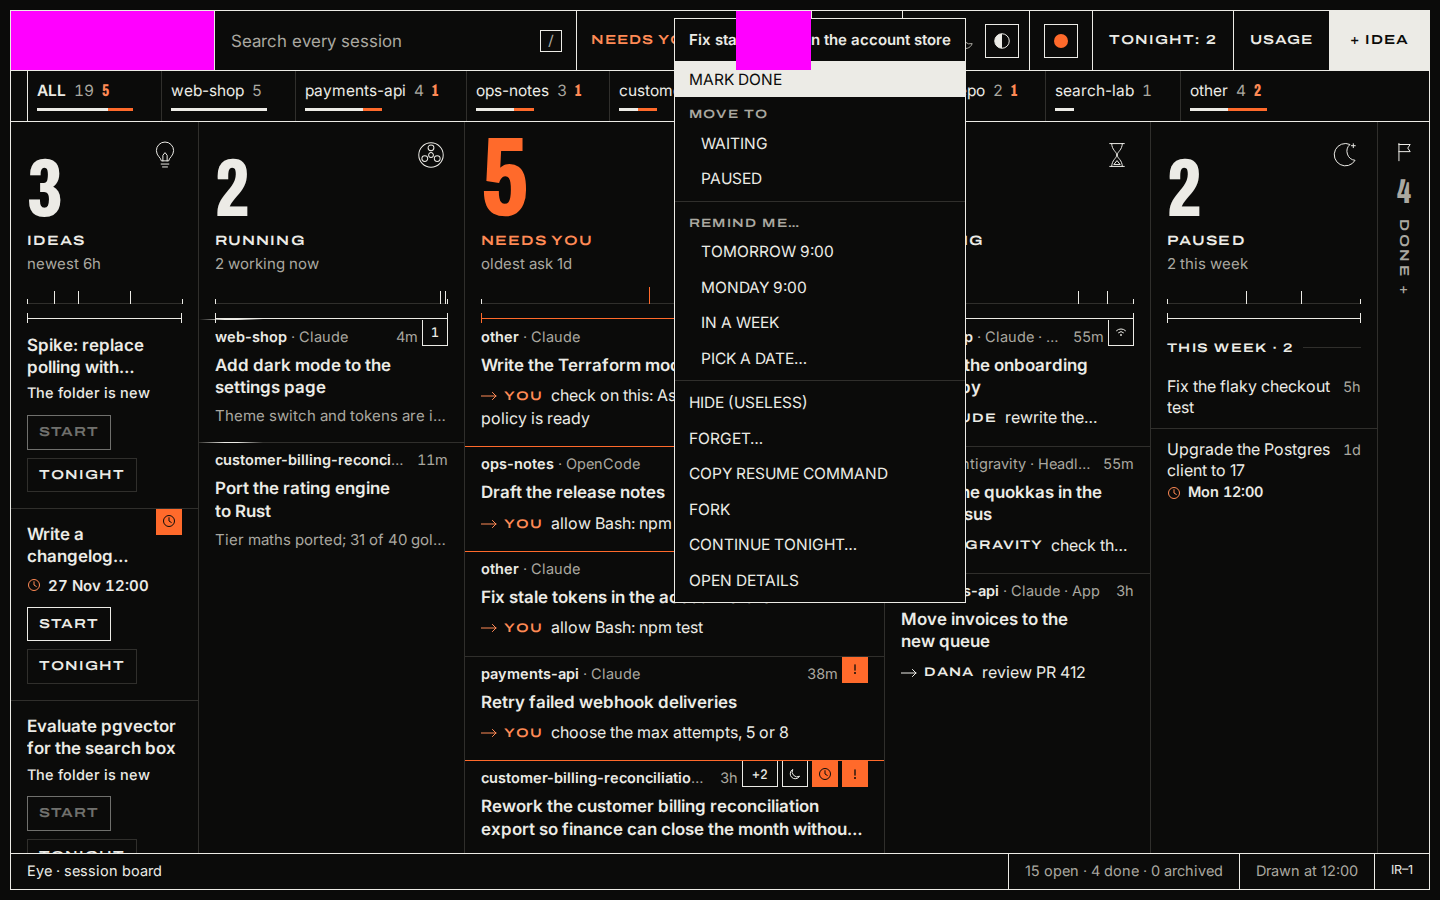 Search every session /
NEEDS YO
TONIGHT: 2
USAGE
+ IDEA
ALL 19 5
web-shop 5
payments-api 4 1
ops-notes 3 1
custom
po 2 1
search-lab 1
other 4 2
Fix sta
n the account store
MARK DONE
MOVE TO
WAITING
PAUSED
REMIND ME...
TOMORROW 9:00
MONDAY 9:00
IN A WEEK
PICK A DATE...
HIDE (USELESS)
FORGET...
COPY RESUME COMMAND
FORK
CONTINUE TONIGHT...
OPEN DETAILS
3
IDEAS
newest 6h
Spike: replace
polling with...
The folder is new
START
TONIGHT
Write a
changelog...
27 Nov 12:00
START
TONIGHT
Evaluate pgvector
for the search box
The folder is new
START
TONIGHT
2
RUNNING
2 working now
web-shop · Claude 4m 1
Add dark mode to the
settings page
Theme switch and tokens are i...
customer-billing-reconci... 11m
Port the rating engine
to Rust
Tier maths ported; 31 of 40 gol...
5
NEEDS YOU
oldest ask 1d
other · Claude
Write the Terraform mod
→ YOU check on this: As
policy is ready
ops-notes · OpenCode
Draft the release notes
→ YOU allow Bash: npm
other · Claude
Fix stale tokens in the ac
→ YOU allow Bash: npm test
payments-api · Claude 38m !
Retry failed webhook deliveries
→ YOU choose the max attempts, 5 or 8
customer-billing-reconciliatio... 3h +2 !
Rework the customer billing reconciliation
export so finance can close the month withou...
G
p · Claude · ... 55m
the onboarding
py
UDE rewrite the...
ntigravity · Headl... 55m
he quokkas in the
sus
GRAVITY check th...
s-api · Claude · App 3h
Move invoices to the
new queue
→ DANA review PR 412
2
PAUSED
2 this week
THIS WEEK · 2
Fix the flaky checkout 5h
test
Upgrade the Postgres 1d
client to 17
Mon 12:00
4 DONE +
Eye · session board
15 open · 4 done · 0 archived
Drawn at 12:00
IR-1